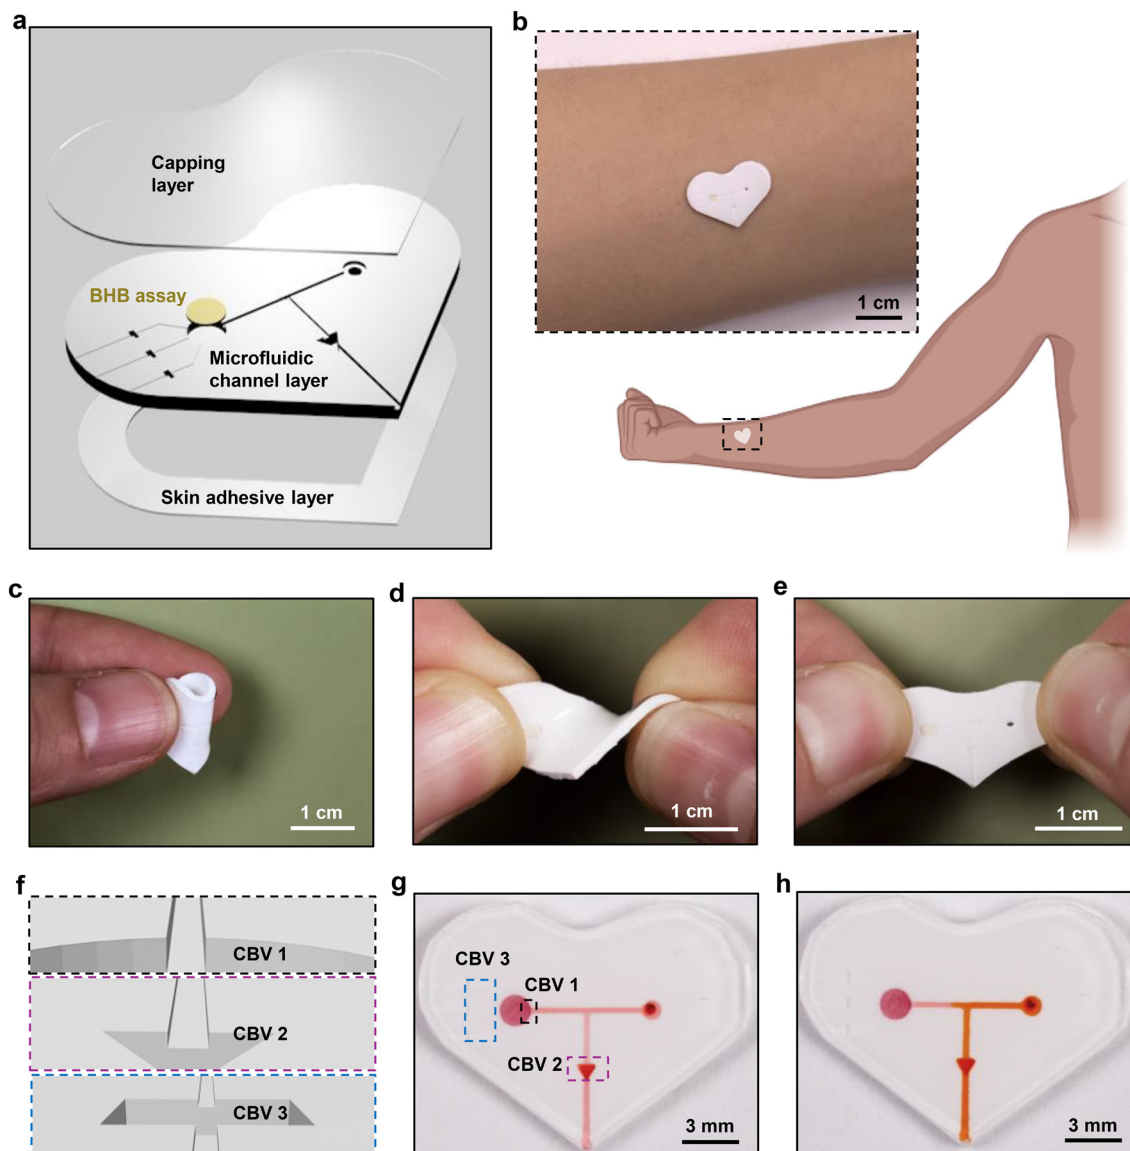 a
Capping
layer
BHB assay
Microfluidic
channel layer
Skin adhesive layer
b
1 cm
c
1 cm
d
1 cm
e
1 cm
f
CBV 1
CBV 2
CBV 3
g
CBV 3
CBV 1
CBV 2
3 mm
h
3 mm